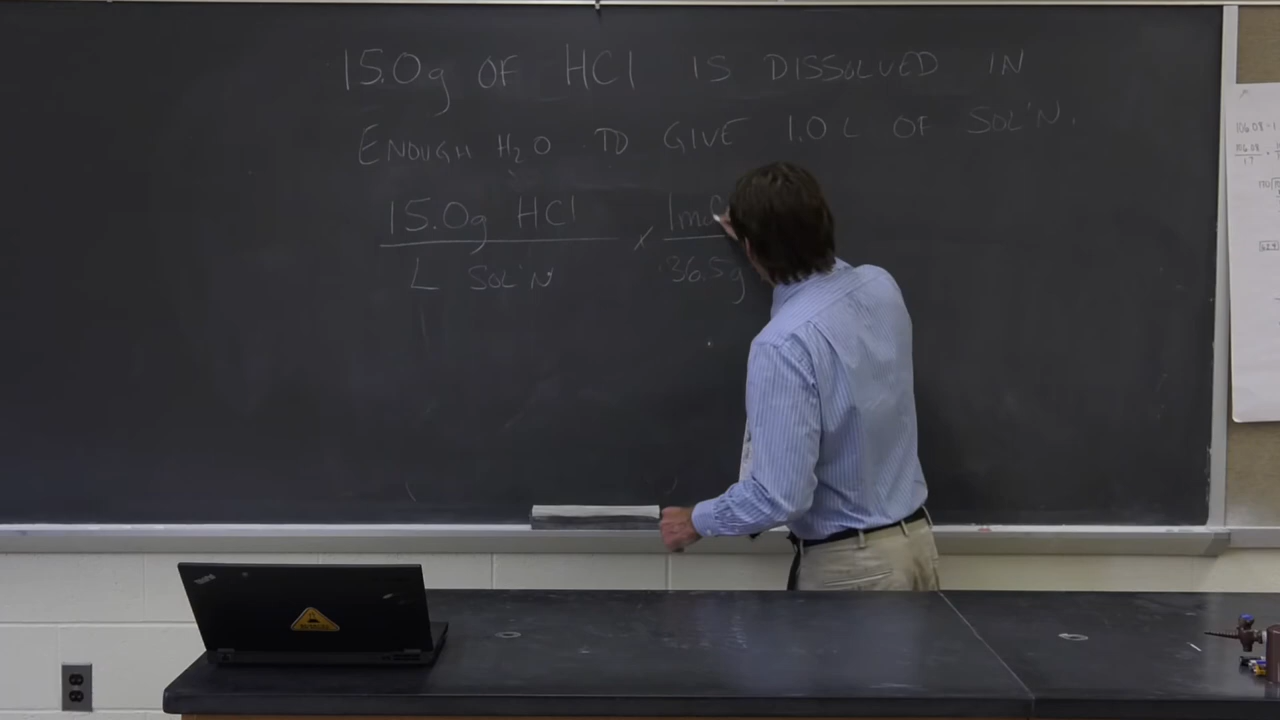 15.0g OF HCl IS DISSOLVED IN
ENOUGH H₂O TO GIVE 1.0 L OF SOL'N.
15.0g HCl x 1mol
L SOL'N 36.5g